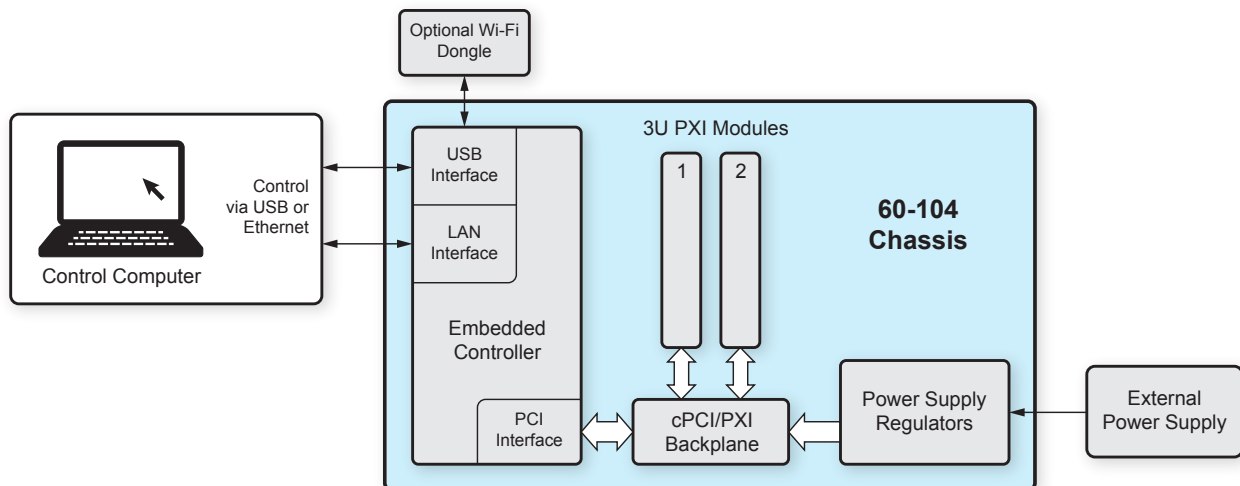 Optional Wi-Fi
Dongle
3U PXI Modules
USB
Interface
1
2
Control
via USB or
Ethernet
60-104
Chassis
LAN
Interface
Control Computer
Embedded
Controller
Power Supply
Regulators
External
Power Supply
PCI
Interface
cPCI/PXI
Backplane